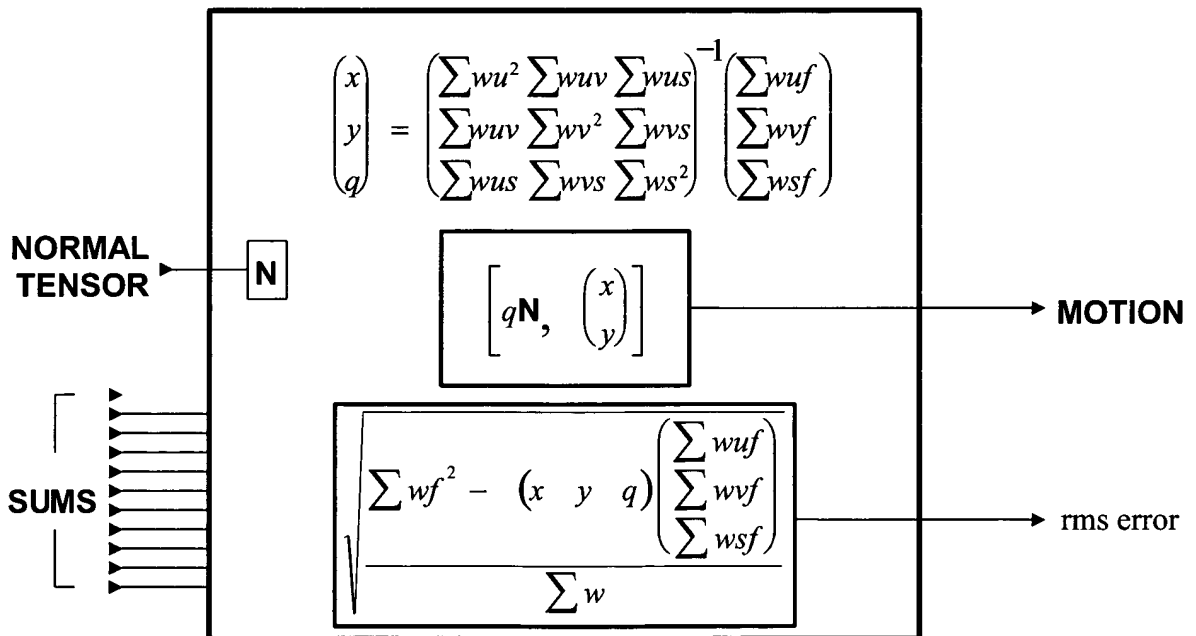 (x y q) = (∑wu² ∑wuv ∑wus
∑wuv ∑wv² ∑wvs
∑wus ∑wvs ∑ws²)⁻¹ (∑wuf
∑wvf
∑wsf)
NORMAL
TENSOR
N
[qN, (x y)]
MOTION
SUMS
√ ∑wf² − (x y q) (∑wuf
∑wvf
∑wsf)
∑w
rms error